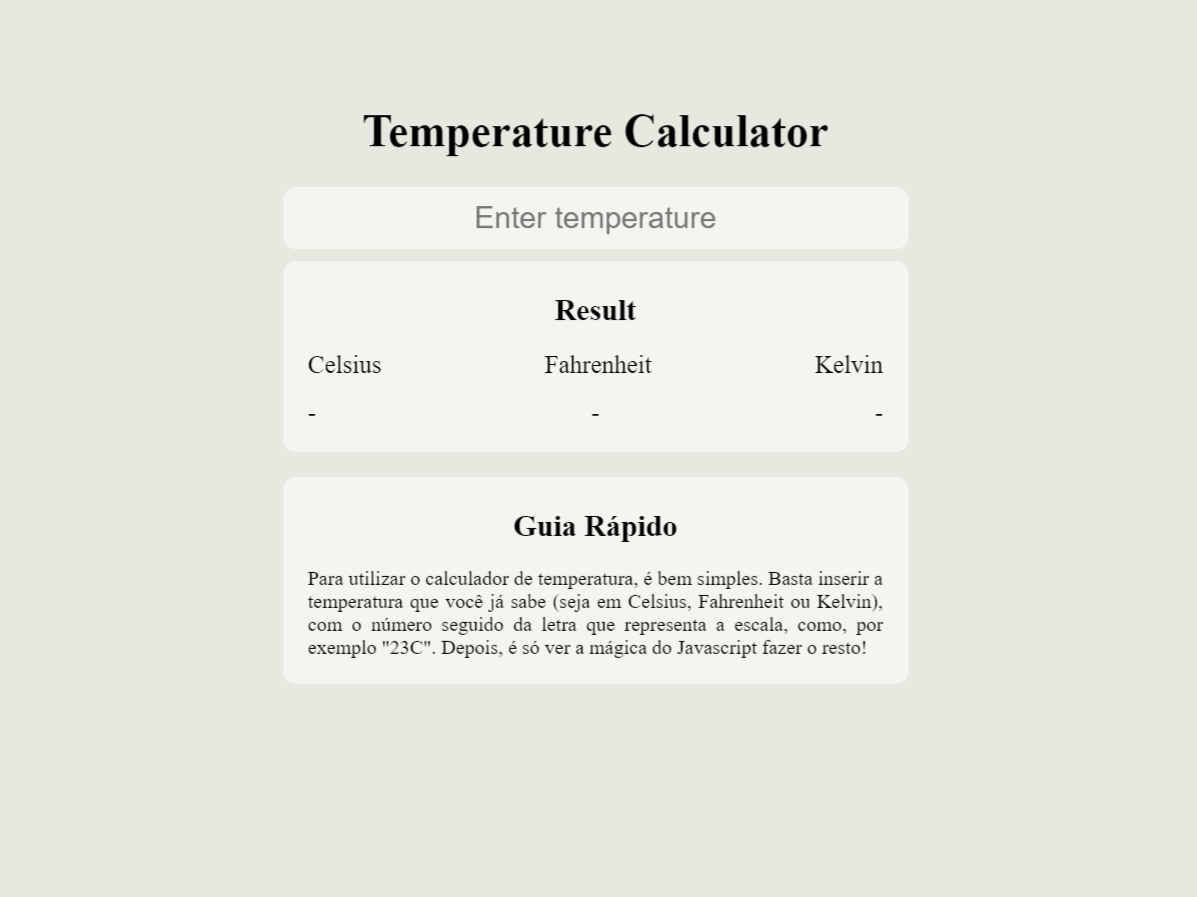 Temperature Calculator
Enter temperature
Result
Celsius Fahrenheit Kelvin
- - -
Guia Rápido
Para utilizar o calculador de temperatura, é bem simples. Basta inserir a
temperatura que você já sabe (seja em Celsius, Fahrenheit ou Kelvin),
com o número seguido da letra que representa a escala, como, por
exemplo "23C". Depois, é só ver a mágica do Javascript fazer o resto!